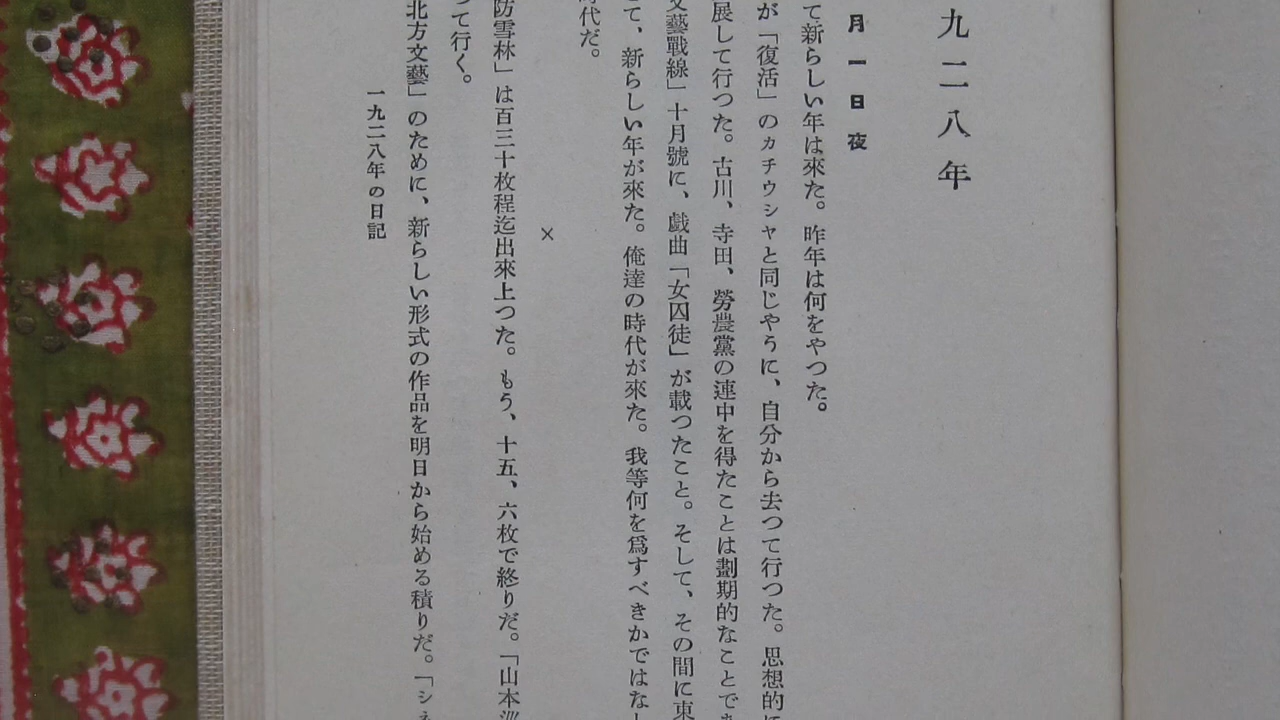 九二八年
月一日夜
て新らしい年は來た。昨年は何をやつた。
が「復活」のカチウシャと同じやうに、自分から去つて行つた。思想的に
展して行つた。古川、寺田、勞農黨の連中を得たことは劃期的なことで
文藝戰線」十月號に、戯曲「女囚徒」が載つたこと。そして、その間に東
て、新らしい年が來た。俺達の時代が來た。我等何を爲すべきかではな
時代だ。
×
防雪林」は百三十枚程迄出來上つた。もう、十五、六枚で終りだ。「山本巡
つて行く。
北方文藝」のために、新らしい形式の作品を明日から始める積りだ。「シネ
一九二八年の日記